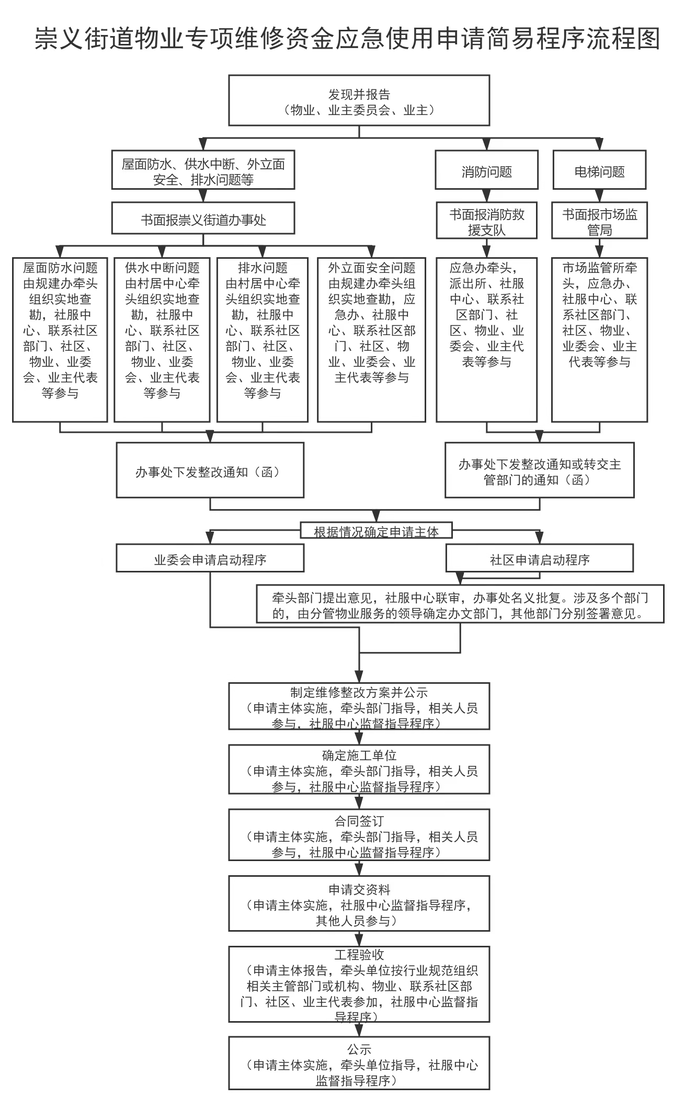 崇义街道物业专项维修资金应急使用申请简易程序流程图
发现并报告
（物业、业主委员会、业主）
屋面防水、供水中断、外立面
安全、排水问题等
消防问题
电梯问题
书面报崇义街道办事处
书面报消防救
援支队
书面报市场监
管局
屋面防水问题
由规建办牵头
组织实地查
勘，社服中
心、联系社区
部门、社区、
物业、业委
会、业主代表
等参与
供水中断问题
由村居中心牵
头组织实地查
勘，社服中
心、联系社区
部门、社区、
物业、业委
会、业主代表
等参与
排水问题
由村居中心牵
头组织实地查
勘，社服中
心、联系社区
部门、社区、
物业、业委
会、业主代表
等参与
外立面安全问题
由规建办牵头组
织实地查勘，应
急办、社服中
心、联系社区部
门、社区、物
业、业委会、业
主代表等参与
应急办牵头，
派出所、社服
中心、联系社
区部门、社
区、物业、业
委会、业主代
表等参与
市场监管所牵
头，应急办、
社服中心、联
系社区部门、
社区、物业、
业委会、业主
代表等参与
办事处下发整改通知（函）
办事处下发整改通知或转交主
管部门的通知（函）
根据情况确定申请主体
业委会申请启动程序
社区申请启动程序
牵头部门提出意见，社服中心联审，办事处名义批复。涉及多个部门
的，由分管物业服务的领导确定办文部门，其他部门分别签署意见。
制定维修整改方案并公示
（申请主体实施，牵头部门指导，相关人员
参与，社服中心监督指导程序）
确定施工单位
（申请主体实施，牵头部门指导，相关人员
参与，社服中心监督指导程序）
合同签订
（申请主体实施，牵头部门指导，相关人员
参与，社服中心监督指导程序）
申请交资料
（申请主体实施，社服中心监督指导程序，
其他人员参与）
工程验收
（申请主体报告，牵头单位按行业规范组织
相关主管部门或机构、物业、联系社区部
门、社区、业主代表参加，社服中心监督指
导程序）
公示
（申请主体实施，牵头单位指导，社服中心
监督指导程序）